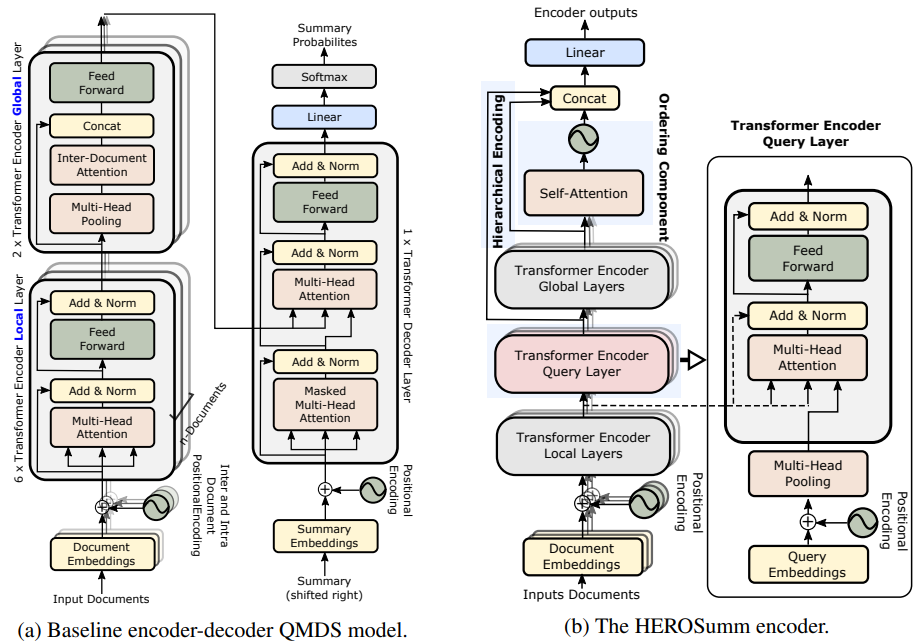 2 x Transformer Encoder Global Layer
Feed
Forward
Concat
Inter-Document
Attention
Multi-Head
Pooling
6 x Transformer Encoder Local Layer
Add & Norm
Feed
Forward
Add & Norm
Multi-Head
Attention
n-Documents
Inter and Intra
Document
PositionalEncoding
Document
Embeddings
Input Documents
Summary
Probabilites
Softmax
Linear
1 x Transformer Decoder Layer
Add & Norm
Feed
Forward
Add & Norm
Multi-Head
Attention
Add & Norm
Masked
Multi-Head
Attention
Positional
Encoding
Summary
Embeddings
Summary
(shifted right)
(a) Baseline encoder-decoder QMDS model.
Encoder outputs
Linear
Concat
Hierarchical Encoding
Ordering Component
Self-Attention
Transformer Encoder
Global Layers
Transformer Encoder
Query Layer
Transformer Encoder
Local Layers
Positional
Encoding
Document
Embeddings
Inputs Documents
Transformer Encoder
Query Layer
Add & Norm
Feed
Forward
Add & Norm
Multi-Head
Attention
Multi-Head
Pooling
Positional
Encoding
Query
Embeddings
(b) The HEROSumm encoder.